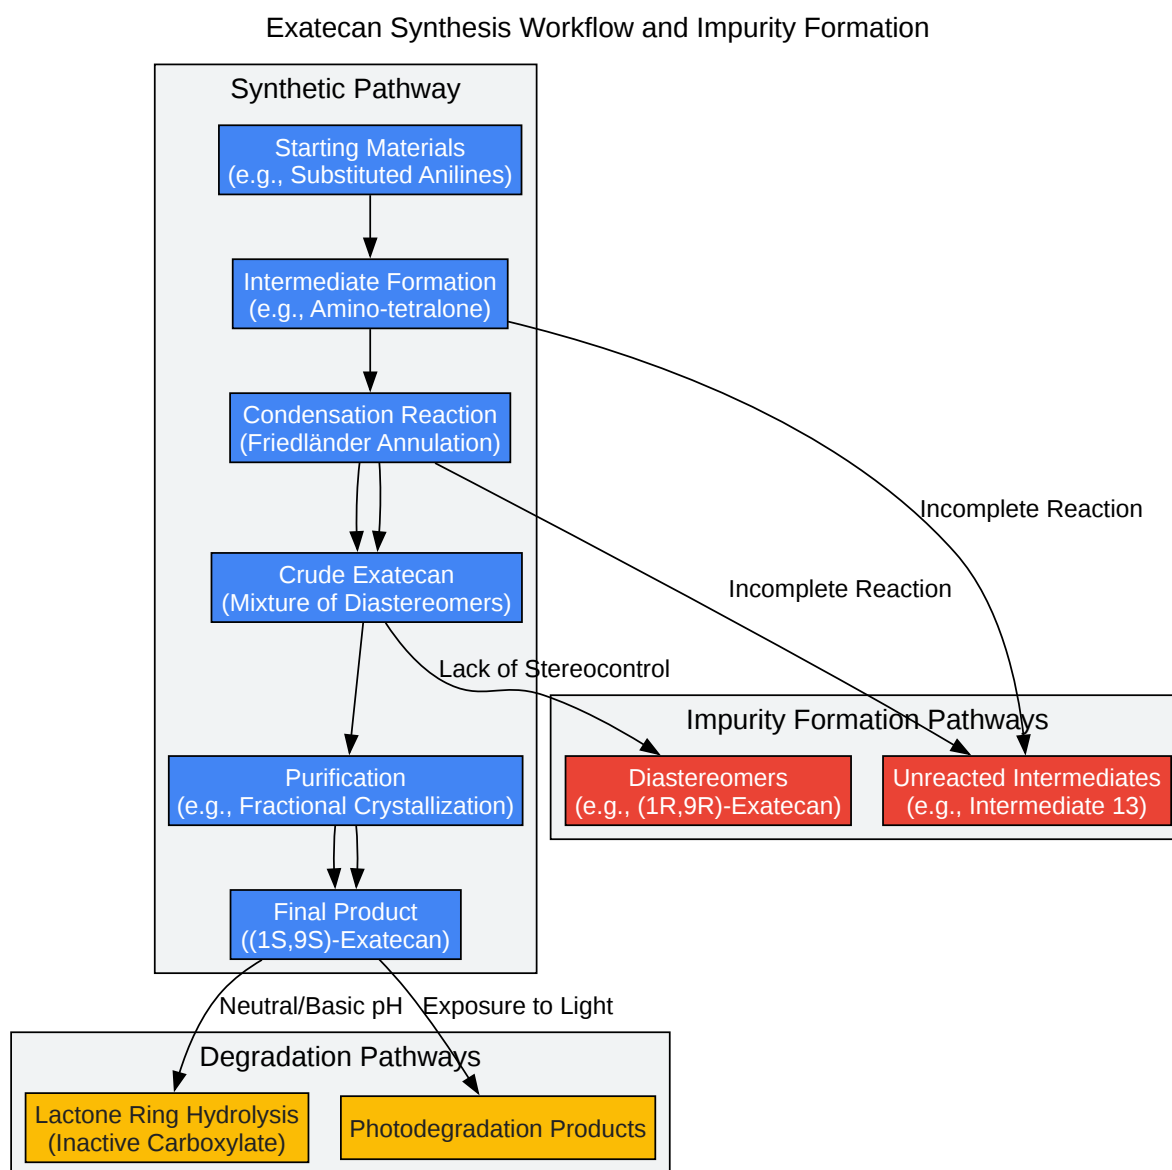 Exatecan Synthesis Workflow and Impurity Formation
Synthetic Pathway
Starting Materials
(e.g., Substituted Anilines)
Intermediate Formation
(e.g., Amino-tetralone)
Condensation Reaction
(Friedländer Annulation)
Incomplete Reaction
Crude Exatecan
(Mixture of Diastereomers)
Incomplete Reaction
Lack of Stereocontrol
Impurity Formation Pathways
Purification
(e.g., Fractional Crystallization)
Diastereomers
(e.g., (1R,9R)-Exatecan)
Unreacted Intermediates
(e.g., Intermediate 13)
Final Product
((1S,9S)-Exatecan)
Neutral/Basic pH
Exposure to Light
Degradation Pathways
Lactone Ring Hydrolysis
(Inactive Carboxylate)
Photodegradation Products